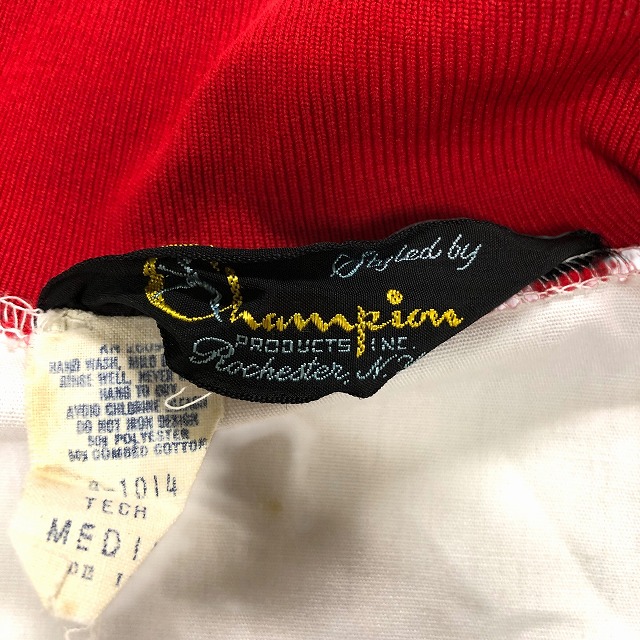 Styled by
Champion
PRODUCTS INC.
Rochester, N.
HAND WASH,
RINSE WELL, NEVER
HANG TO DRY
AVOID CHLORINE
DO NOT IRON DESIGN
50% POLYESTER
50% COMBED COTTON
-1014
TECH
MEDI